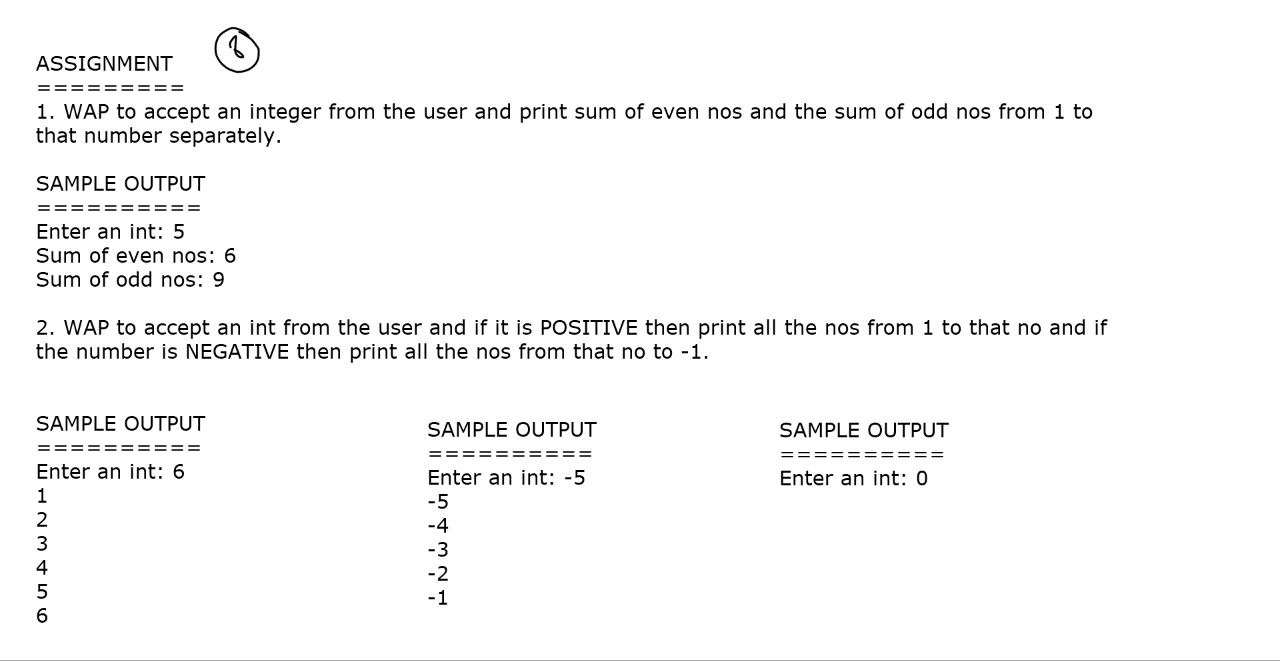 ASSIGNMENT
8
=========
1. WAP to accept an integer from the user and print sum of even nos and the sum of odd nos from 1 to
that number separately.
SAMPLE OUTPUT
==========
Enter an int: 5
Sum of even nos: 6
Sum of odd nos: 9
2. WAP to accept an int from the user and if it is POSITIVE then print all the nos from 1 to that no and if
the number is NEGATIVE then print all the nos from that no to -1.
SAMPLE OUTPUT
==========
Enter an int: 6
1
2
3
4
5
6
SAMPLE OUTPUT
==========
Enter an int: -5
-5
-4
-3
-2
-1
SAMPLE OUTPUT
==========
Enter an int: 0